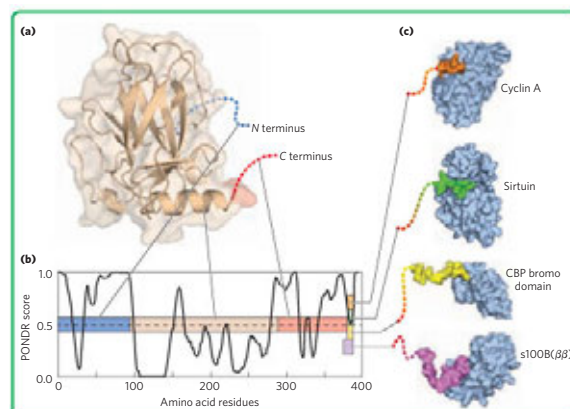 (a)
(c)
Cyclin A
N terminus
C terminus
Sirtuin
(b)
1.0
PONDR score
0.5
0.0
0
100
200
300
400
Amino acid residues
CBP bromo
domain
s100B(ββ)